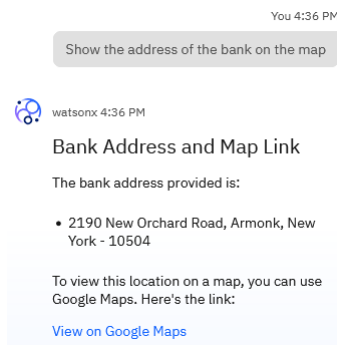 You 4:36 PM
Show the address of the bank on the map
watsonx 4:36 PM
Bank Address and Map Link
The bank address provided is:
• 2190 New Orchard Road, Armonk, New
York - 10504
To view this location on a map, you can use
Google Maps. Here's the link:
View on Google Maps